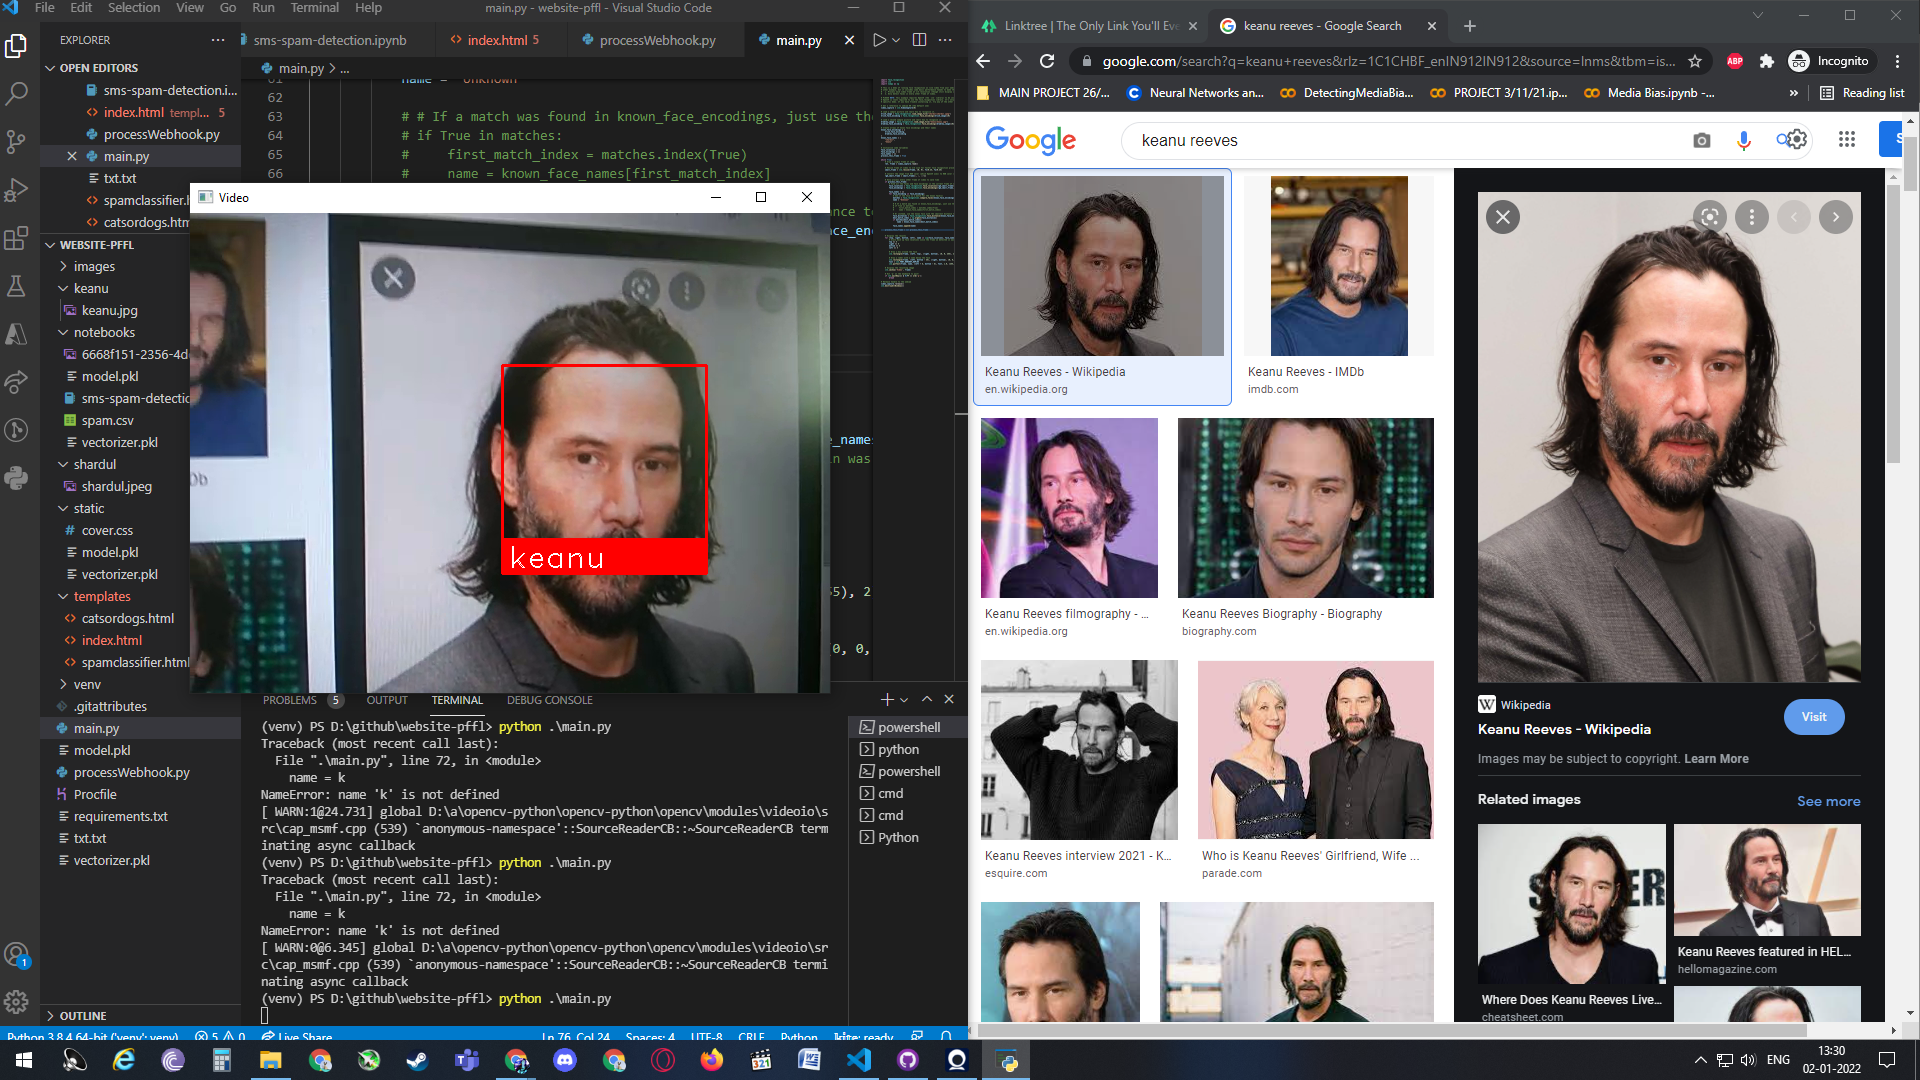 File Edit Selection View Go Run Terminal Help
main.py - website-pffl - Visual Studio Code
EXPLORER
OPEN EDITORS
sms-spam-detection.i...
index.html templ... 5
processWebhook.py
main.py
txt.txt
spamclassifier.h
catsordogs.htm
WEBSITE-PFFL
images
keanu
keanu.jpg
notebooks
6668f151-2356-4d
model.pkl
sms-spam-detectio
spam.csv
vectorizer.pkl
shardul
shardul.jpeg
static
cover.css
model.pkl
vectorizer.pkl
templates
catsordogs.html
index.html
spamclassifier.html
venv
.gitattributes
main.py
model.pkl
processWebhook.py
Procfile
requirements.txt
txt.txt
vectorizer.pkl
OUTLINE
sms-spam-detection.ipynb
index.html 5
processWebhook.py
main.py
main.py > ...
62
63 # # If a match was found in known_face_encodings, just use the
64 # if True in matches:
65 # first_match_index = matches.index(True)
66 # name = known_face_names[first_match_index]
Video
keanu
PROBLEMS 5 OUTPUT TERMINAL DEBUG CONSOLE
(venv) PS D:\github\website-pffl> python .\main.py
Traceback (most recent call last):
File ".\main.py", line 72, in <module>
name = k
NameError: name 'k' is not defined
[ WARN:1@24.731] global D:\a\opencv-python\opencv-python\opencv\modules\videoio\s
rc\cap_msmf.cpp (539) `anonymous-namespace'::SourceReaderCB::~SourceReaderCB term
inating async callback
(venv) PS D:\github\website-pffl> python .\main.py
Traceback (most recent call last):
File ".\main.py", line 72, in <module>
name = k
NameError: name 'k' is not defined
[ WARN:0@6.345] global D:\a\opencv-python\opencv-python\opencv\modules\videoio\sr
c\cap_msmf.cpp (539) `anonymous-namespace'::SourceReaderCB::~SourceReaderCB termi
nating async callback
(venv) PS D:\github\website-pffl> python .\main.py
powershell
python
powershell
cmd
cmd
Python
Python 3.8.4 64-bit ('venv': venv) 5 0 Live Share Ln 76, Col 24 Spaces: 4 UTF-8 CRLF Python kite: ready
Linktree | The Only Link You'll Eve
keanu reeves - Google Search
google.com/search?q=keanu+reeves&rlz=1C1CHBF_enIN912IN912&source=lnms&tbm=is...
ABP
Incognito
MAIN PROJECT 26/... Neural Networks an... DetectingMediaBia... PROJECT 3/11/21.ip... Media Bias.ipynb -... » Reading list
Google
keanu reeves
S
Keanu Reeves - Wikipedia
en.wikipedia.org
Keanu Reeves - IMDb
imdb.com
Keanu Reeves filmography - ...
en.wikipedia.org
Keanu Reeves Biography - Biography
biography.com
Keanu Reeves interview 2021 - K...
esquire.com
Who is Keanu Reeves' Girlfriend, Wife ...
parade.com
W Wikipedia
Keanu Reeves - Wikipedia
Visit
Images may be subject to copyright. Learn More
Related images
See more
Where Does Keanu Reeves Live...
cheatsheet.com
Keanu Reeves featured in HEL...
hellomagazine.com
ENG
13:30
02-01-2022